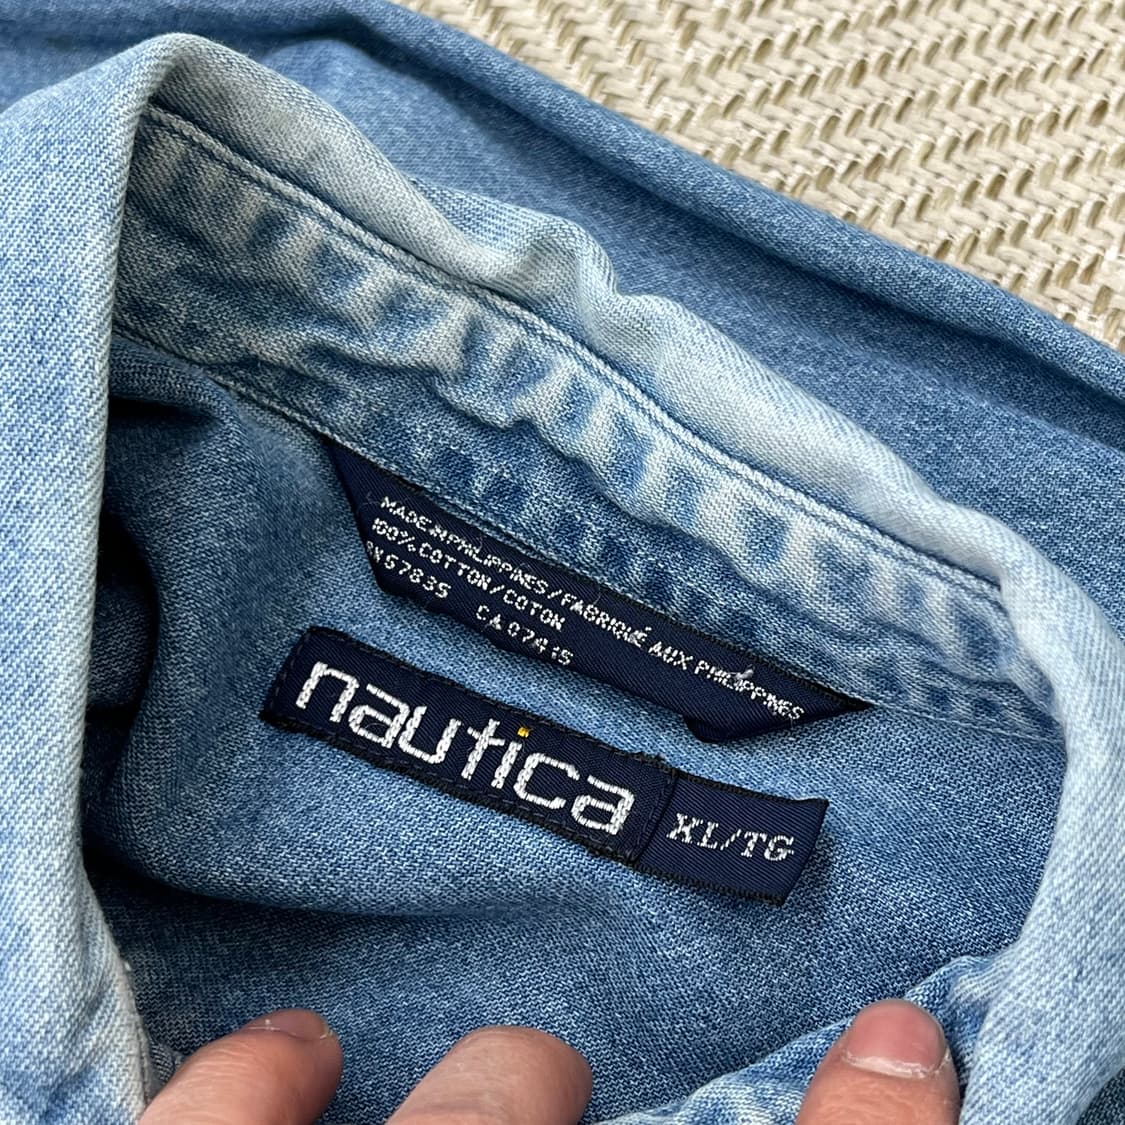 MADE IN PHILIPPINES/FABRIQUÉ AUX PHILIPPINES
100% COTTON/COTON
RN 57835 CA 07415
nautica
XL/TG